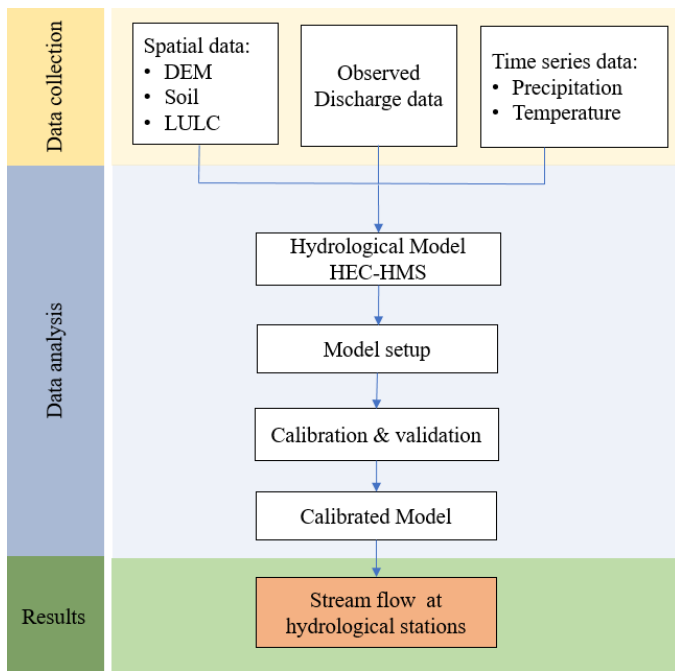 Data collection
Spatial data:
• DEM
• Soil
• LULC
Observed
Discharge data
Time series data:
• Precipitation
• Temperature
Data analysis
Hydrological Model
HEC-HMS
Model setup
Calibration & validation
Calibrated Model
Results
Stream flow at
hydrological stations